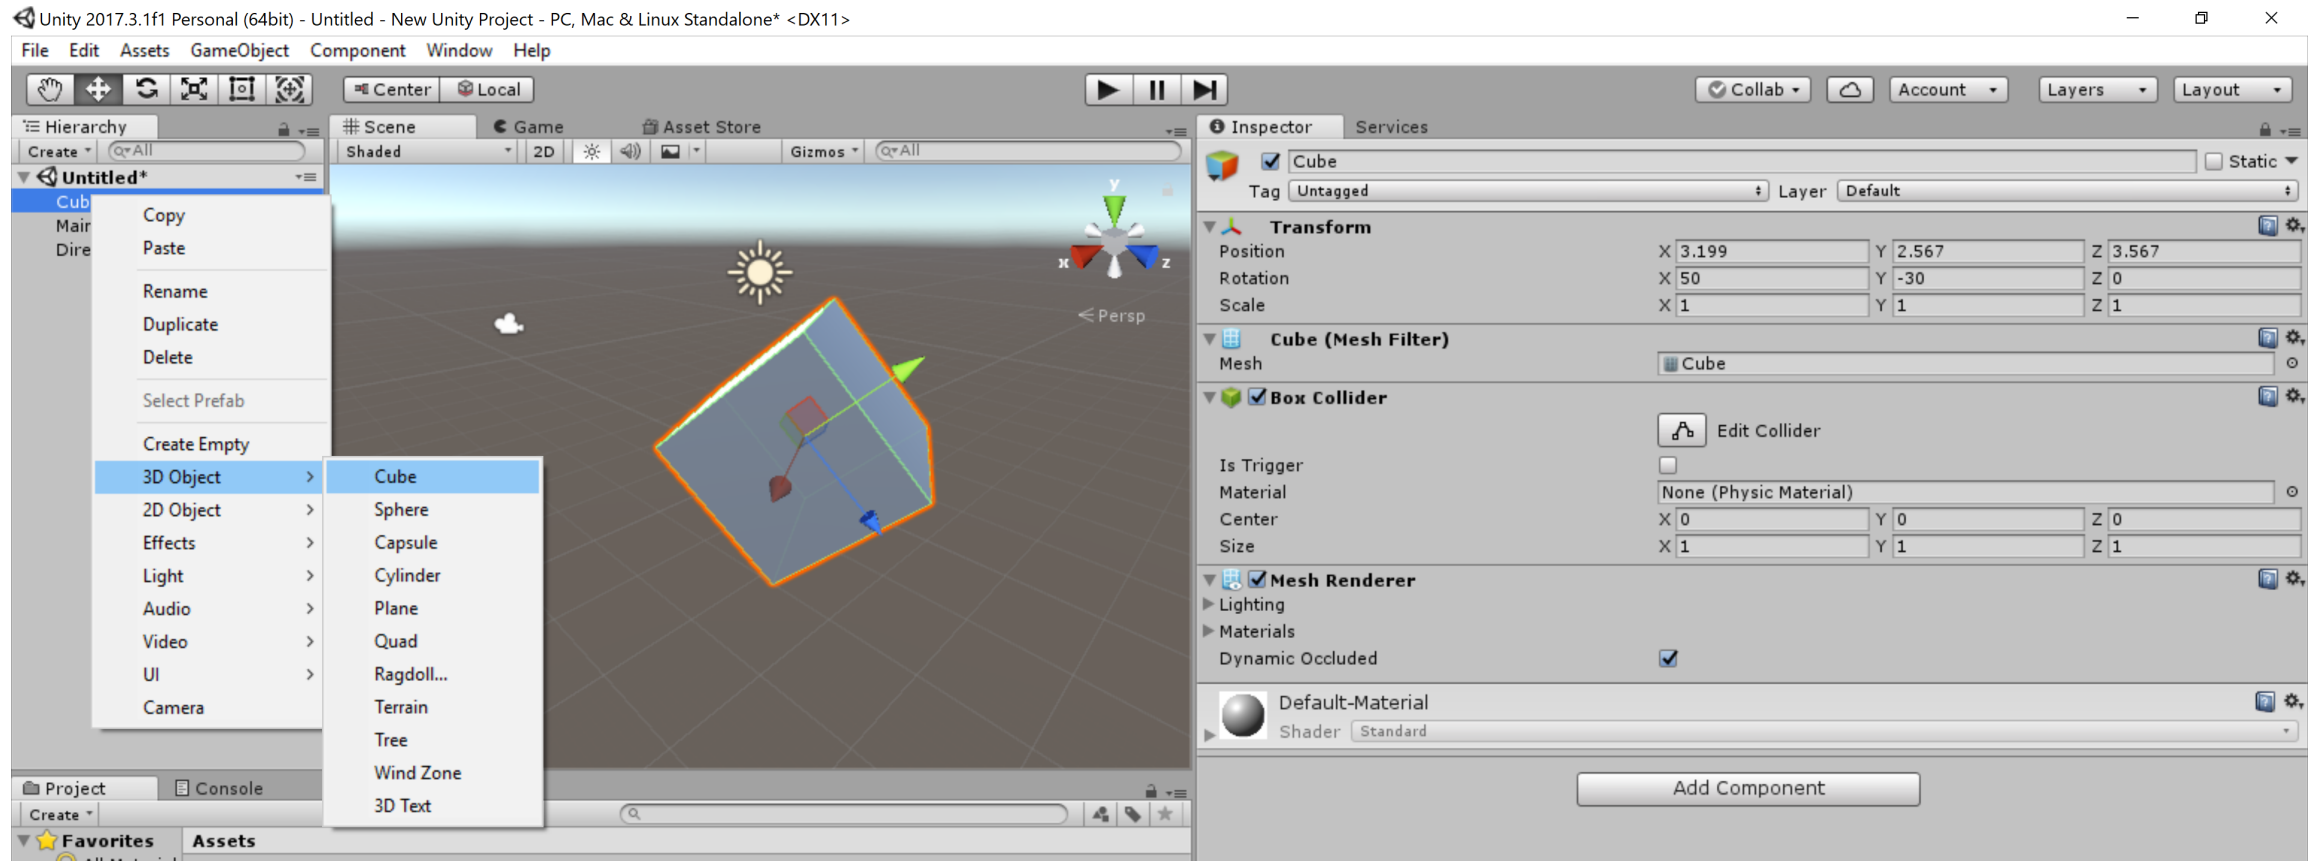 Unity 2017.3.1f1 Personal (64bit) - Untitled - New Unity Project - PC, Mac & Linux Standalone* <DX11>
File Edit Assets GameObject Component Window Help
Center Local Collab Account Layers Layout
Hierarchy
Create All
Untitled*
Cub
Mair
Dire
Copy
Paste
Rename
Duplicate
Delete
Select Prefab
Create Empty
3D Object
2D Object
Effects
Light
Audio
Video
UI
Camera
Cube
Sphere
Capsule
Cylinder
Plane
Quad
Ragdoll...
Terrain
Tree
Wind Zone
3D Text
Scene Game Asset Store
Shaded 2D Gizmos All
y
x z
Persp
Inspector Services
Cube Static
Tag Untagged Layer Default
Transform
Position X 3.199 Y 2.567 Z 3.567
Rotation X 50 Y -30 Z 0
Scale X 1 Y 1 Z 1
Cube (Mesh Filter)
Mesh Cube
Box Collider
Edit Collider
Is Trigger
Material None (Physic Material)
Center X 0 Y 0 Z 0
Size X 1 Y 1 Z 1
Mesh Renderer
Lighting
Materials
Dynamic Occluded
Default-Material
Shader Standard
Add Component
Project Console
Create
Favorites Assets